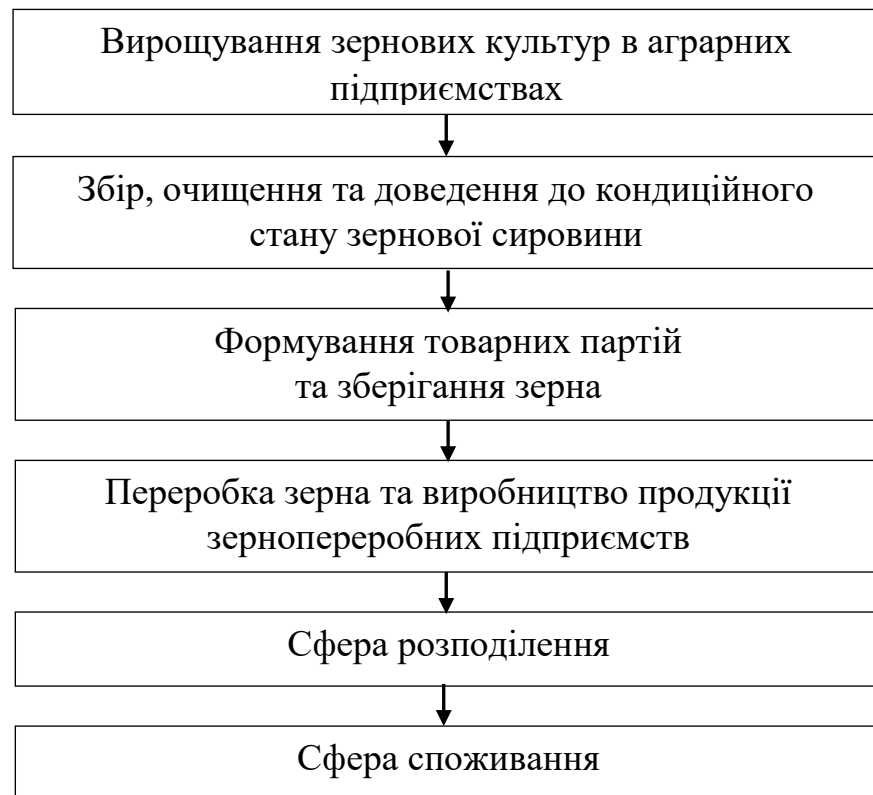 Вирощування зернових культур в аграрних
підприємствах
Збір, очищення та доведення до кондиційного
стану зернової сировини
Формування товарних партій
та зберігання зерна
Переробка зерна та виробництво продукції
зернопереробних підприємств
Сфера розподілення
Сфера споживання